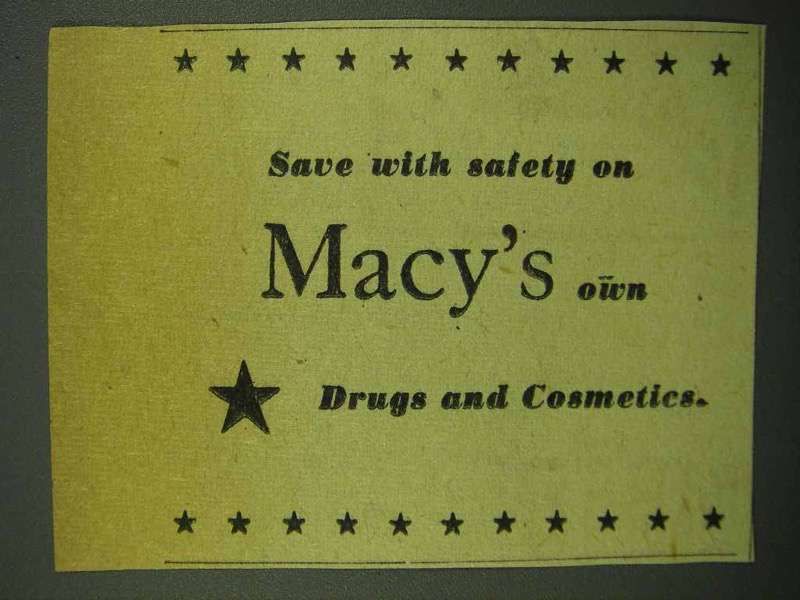 Save with safety on
Macy's own
Drugs and Cosmetics.